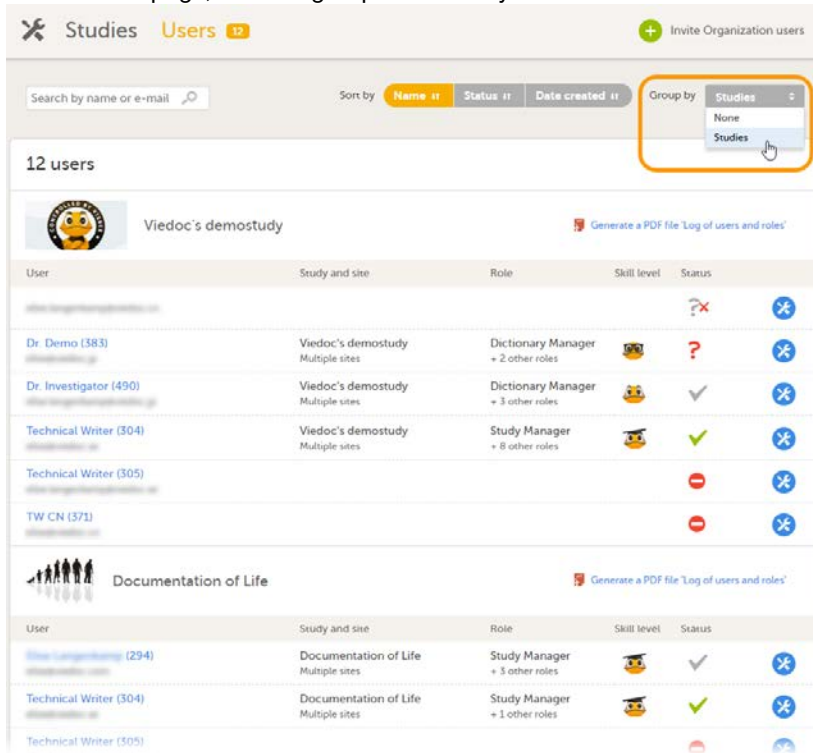 Studies Users 12 Invite Organization users
Search by name or e-mail Sort by Name Status Date created Group by Studies
None
Studies
12 users
CONTROLLED BY VIEDOC
Viedoc's demostudy Generate a PDF file 'Log of users and roles'
User Study and site Role Skill level Status
Dr. Demo (383) Viedoc's demostudy Dictionary Manager
Multiple sites + 2 other roles
Dr. Investigator (490) Viedoc's demostudy Dictionary Manager
Multiple sites + 3 other roles
Technical Writer (304) Viedoc's demostudy Study Manager
Multiple sites + 8 other roles
Technical Writer (305)
TW CN (371)
Documentation of Life Generate a PDF file 'Log of users and roles'
User Study and site Role Skill level Status
(294) Documentation of Life Study Manager
Multiple sites + 3 other roles
Technical Writer (304) Documentation of Life Study Manager
Multiple sites + 1 other roles
Technical Writer (305)